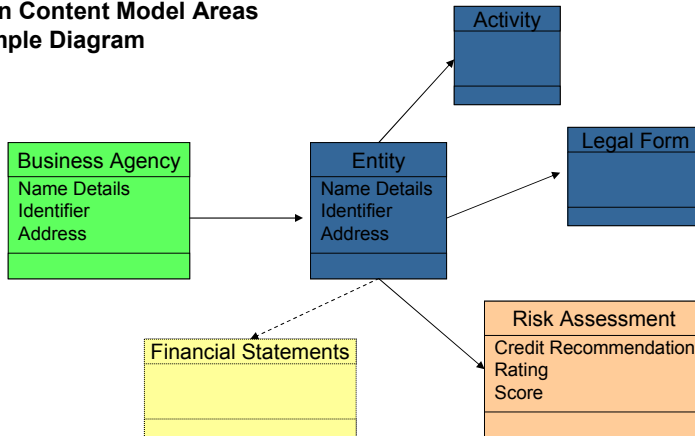 n Content Model Areas
mple Diagram
Activity
Legal Form
Business Agency
Name Details
Identifier
Address
Entity
Name Details
Identifier
Address
Financial Statements
Risk Assessment
Credit Recommendation
Rating
Score